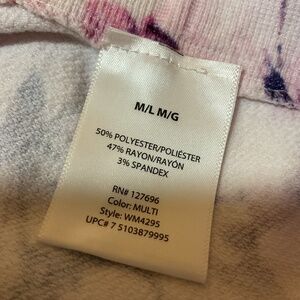 M/L M/G
50% POLYESTER/POLIÉSTER
47% RAYON/RAYÓN
3% SPANDEX
RN# 127696
Color: MULTI
Style: WM4295
UPC# 7 5103879995